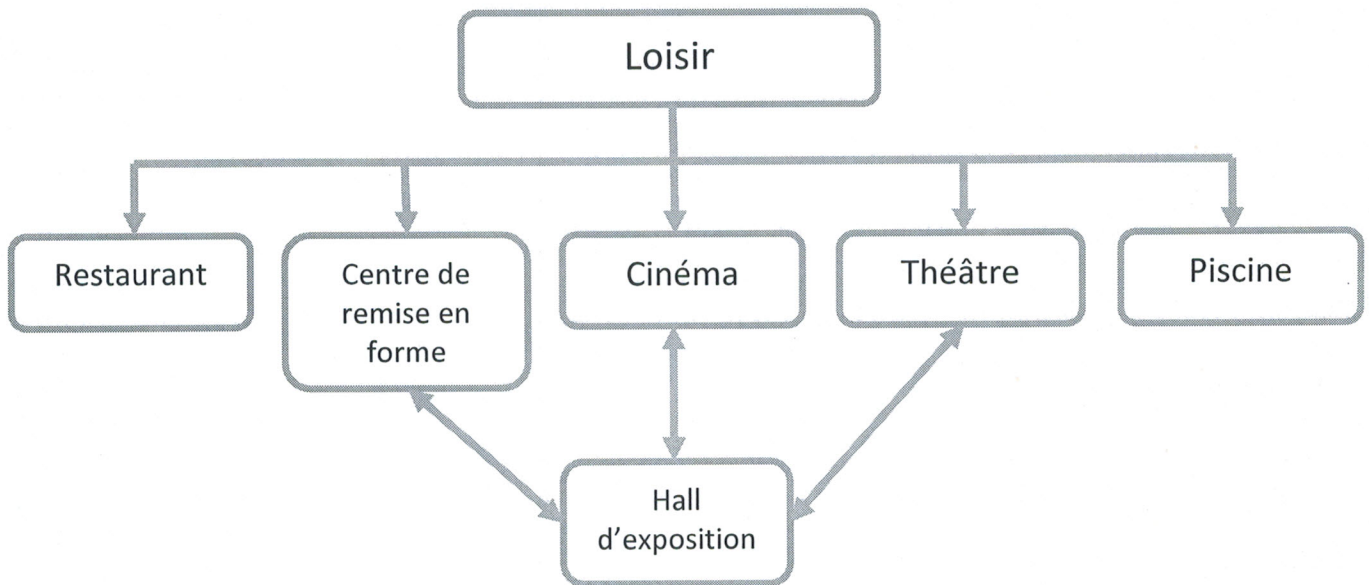 Loisir
Restaurant
Centre de
remise en
forme
Cinéma
Théâtre
Piscine
Hall
d’exposition